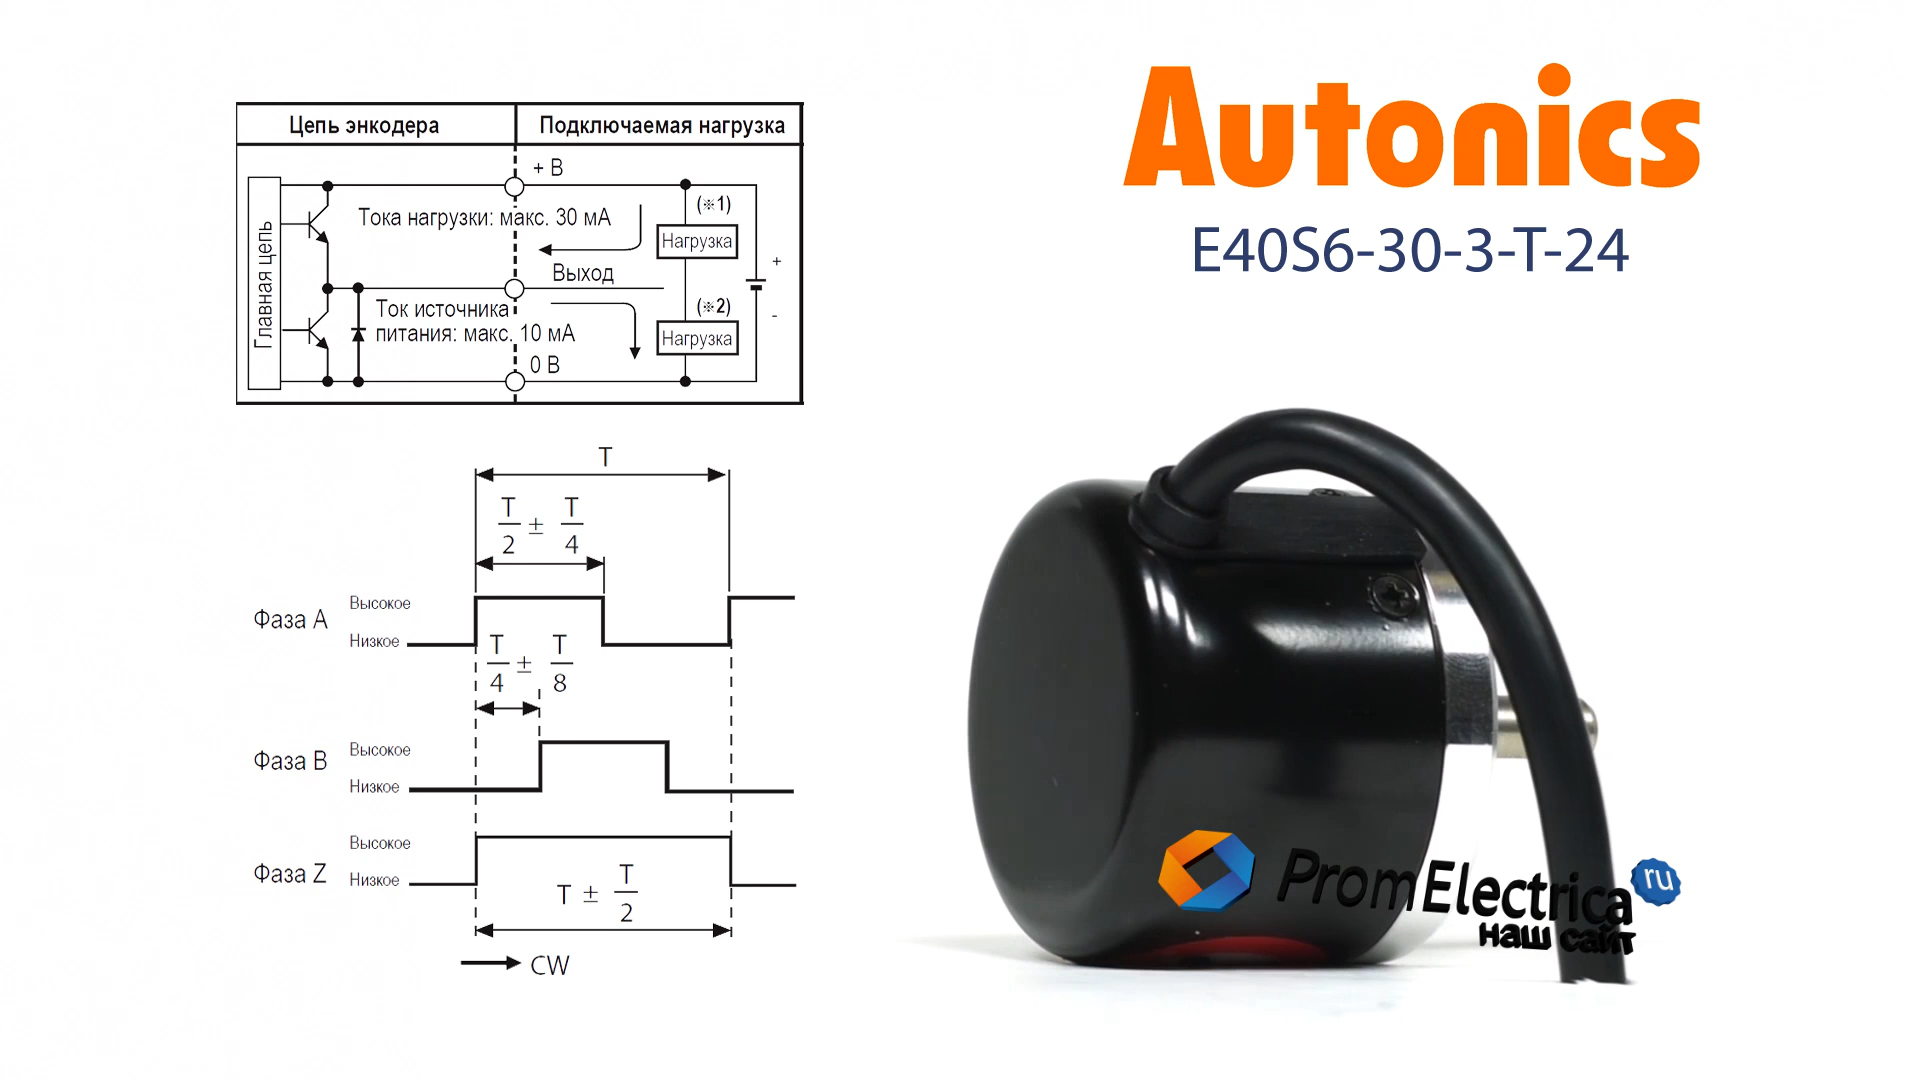 Autonics
E40S6-30-3-T-24
Цепь энкодера
Подключаемая нагрузка
Главная цепь
+ В
Тока нагрузки: макс. 30 мА
(※1)
Нагрузка
Выход
+
-
Ток источника
питания: макс. 10 мА
(※2)
Нагрузка
0 В
T
T/2 ± T/4
Фаза А
Высокое
Низкое
T/4 ± T/8
Фаза В
Высокое
Низкое
Фаза Z
Высокое
Низкое
T ± T/2
CW
PromElectrica ru
наш сайт